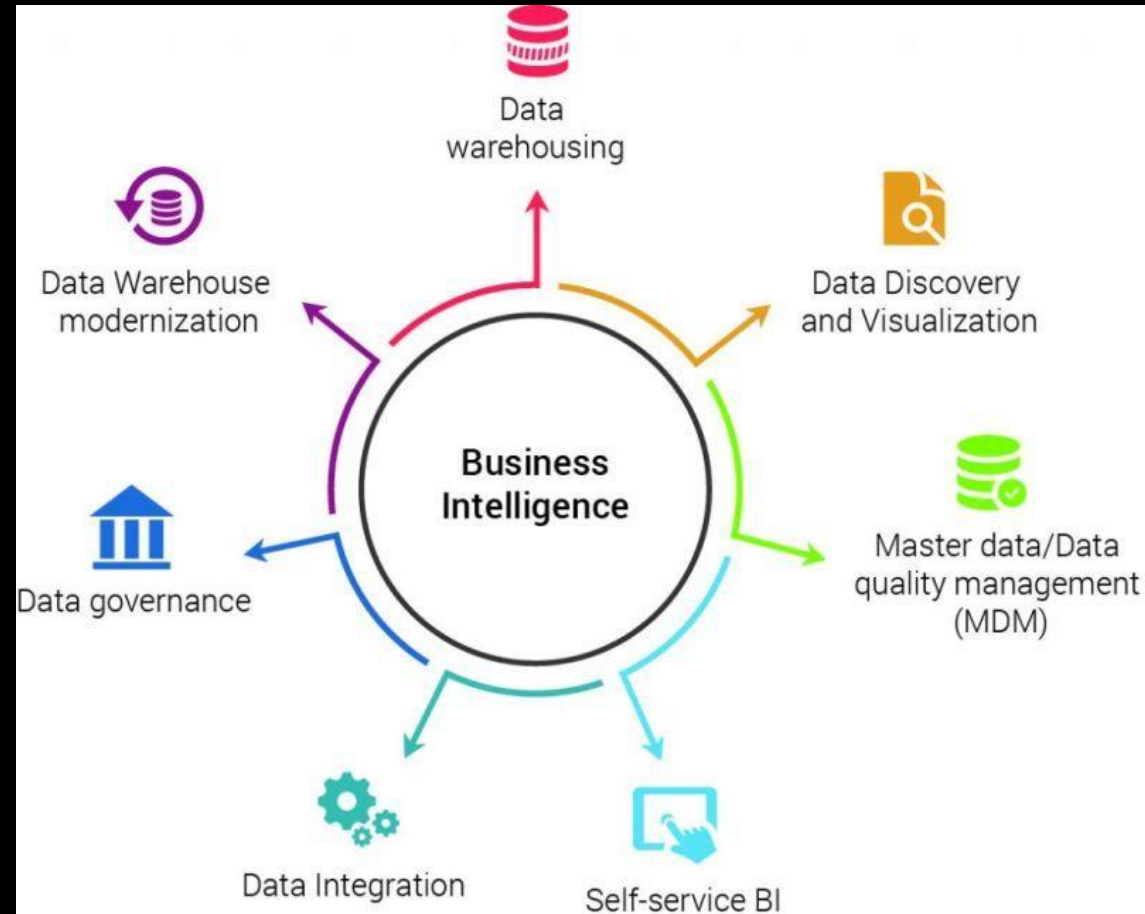 Data
warehousing
Data Discovery
and Visualization
Master data/Data
quality management
(MDM)
Self-service BI
Data Integration
Data governance
Data Warehouse
modernization
Business
Intelligence